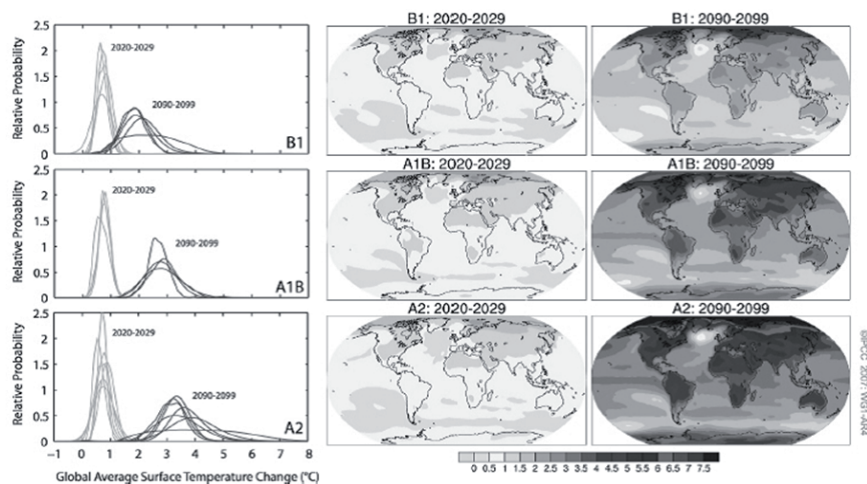 B1: 2020-2029
B1: 2090-2099
2.5
2
1.5
1
0.5
0
Relative Probability
2020-2029
2090-2099
B1
A1B: 2020-2029
A1B: 2090-2099
2.5
2
1.5
1
0.5
0
Relative Probability
2020-2029
2090-2099
A1B
A2: 2020-2029
A2: 2090-2099
2.5
2
1.5
1
0.5
0
Relative Probability
2020-2029
2090-2099
A2
−1 0 1 2 3 4 5 6 7 8
Global Average Surface Temperature Change (°C)
0 0.5 1 1.5 2 2.5 3 3.5 4 4.5 5 5.5 6 6.5 7 7.5
©IPCC 2007: WG1-AR4